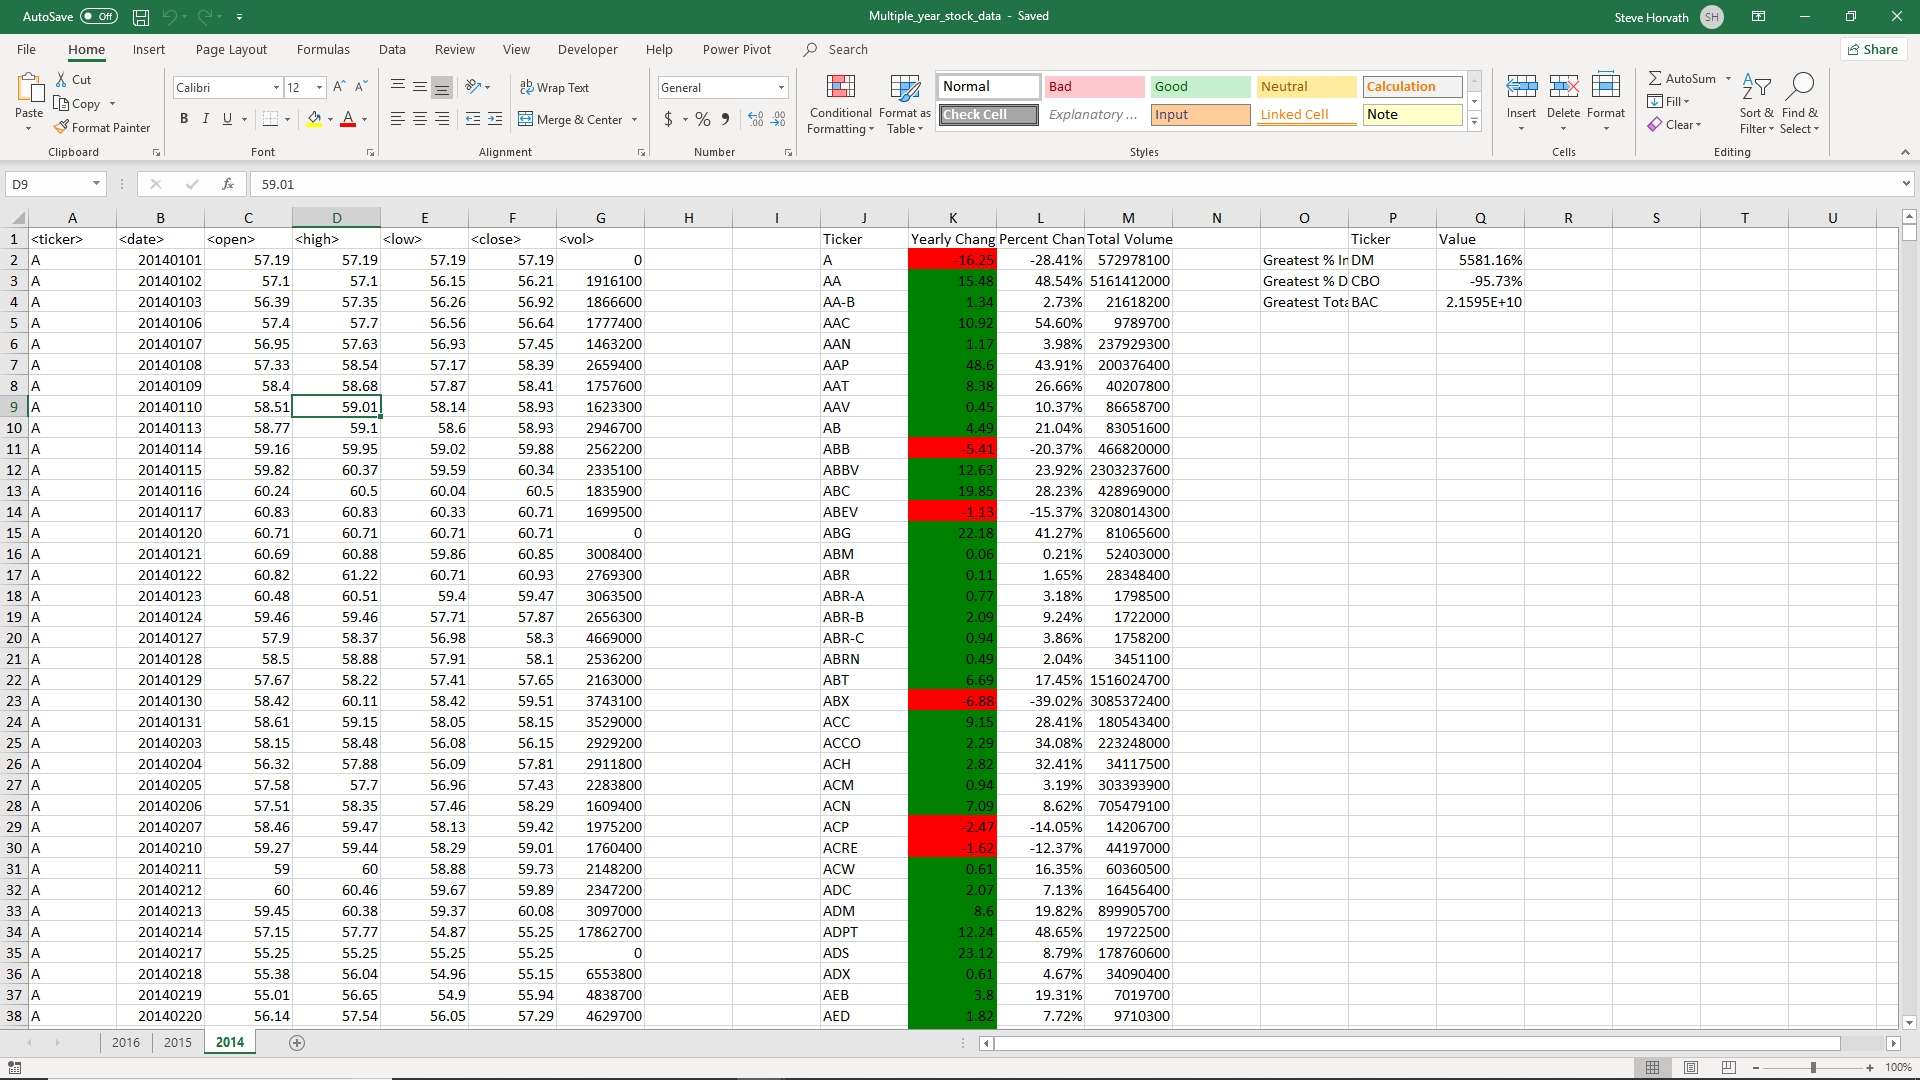 AutoSave Off Multiple_year_stock_data - Saved Steve Horvath SH
File Home Insert Page Layout Formulas Data Review View Developer Help Power Pivot Search Share
Paste Cut Copy Format Painter Clipboard
Calibri 12 B I U A Font
Wrap Text Merge & Center Alignment
General $ % Number
Conditional Formatting Format as Table
Normal Bad Good Neutral Calculation
Check Cell Explanatory ... Input Linked Cell Note
Styles
Insert Delete Format Cells
AutoSum Fill Clear Sort & Filter Find & Select Editing
D9 fx 59.01
A B C D E F G H I J K L M N O P Q R S T U
1 <ticker> <date> <open> <high> <low> <close> <vol> Ticker Yearly Chang Percent Chan Total Volume Ticker Value
2 A 20140101 57.19 57.19 57.19 57.19 0 A -16.25 -28.41% 572978100 Greatest % In DM 5581.16%
3 A 20140102 57.1 57.1 56.15 56.21 1916100 AA 15.48 48.54% 5161412000 Greatest % D CBO -95.73%
4 A 20140103 56.39 57.35 56.26 56.92 1866600 AA-B 1.34 2.73% 21618200 Greatest Tota BAC 2.1595E+10
5 A 20140106 57.4 57.7 56.56 56.64 1777400 AAC 10.92 54.60% 9789700
6 A 20140107 56.95 57.63 56.93 57.45 1463200 AAN 1.17 3.98% 237929300
7 A 20140108 57.33 58.54 57.17 58.39 2659400 AAP 48.6 43.91% 200376400
8 A 20140109 58.4 58.68 57.87 58.41 1757600 AAT 8.38 26.66% 40207800
9 A 20140110 58.51 59.01 58.14 58.93 1623300 AAV 0.45 10.37% 86658700
10 A 20140113 58.77 59.1 58.6 58.93 2946700 AB 4.49 21.04% 83051600
11 A 20140114 59.16 59.95 59.02 59.88 2562200 ABB -5.41 -20.37% 466820000
12 A 20140115 59.82 60.37 59.59 60.34 2335100 ABBV 12.63 23.92% 2303237600
13 A 20140116 60.24 60.5 60.04 60.5 1835900 ABC 19.85 28.23% 428969000
14 A 20140117 60.83 60.83 60.33 60.71 1699500 ABEV -1.13 -15.37% 3208014300
15 A 20140120 60.71 60.71 60.71 60.71 0 ABG 22.18 41.27% 81065600
16 A 20140121 60.69 60.88 59.86 60.85 3008400 ABM 0.06 0.21% 52403000
17 A 20140122 60.82 61.22 60.71 60.93 2769300 ABR 0.11 1.65% 28348400
18 A 20140123 60.48 60.51 59.4 59.47 3063500 ABR-A 0.77 3.18% 1798500
19 A 20140124 59.46 59.46 57.71 57.87 2656300 ABR-B 2.09 9.24% 1722000
20 A 20140127 57.9 58.37 56.98 58.3 4669000 ABR-C 0.94 3.86% 1758200
21 A 20140128 58.5 58.88 57.91 58.1 2536200 ABRN 0.49 2.04% 3451100
22 A 20140129 57.67 58.22 57.41 57.65 2163000 ABT 6.69 17.45% 1516024700
23 A 20140130 58.42 60.11 58.42 59.51 3743100 ABX -6.88 -39.02% 3085372400
24 A 20140131 58.61 59.15 58.05 58.15 3529000 ACC 9.15 28.41% 180543400
25 A 20140203 58.15 58.48 56.08 56.15 2929200 ACCO 2.29 34.08% 223248000
26 A 20140204 56.32 57.88 56.09 57.81 2911800 ACH 2.82 32.41% 34117500
27 A 20140205 57.58 57.7 56.96 57.43 2283800 ACM 0.94 3.19% 303393900
28 A 20140206 57.51 58.35 57.46 58.29 1609400 ACN 7.09 8.62% 705479100
29 A 20140207 58.46 59.47 58.13 59.42 1975200 ACP -2.47 -14.05% 14206700
30 A 20140210 59.27 59.44 58.29 59.01 1760400 ACRE -1.62 -12.37% 44197000
31 A 20140211 59 60 58.88 59.73 2148200 ACW 0.61 16.35% 60360500
32 A 20140212 60 60.46 59.67 59.89 2347200 ADC 2.07 7.13% 16456400
33 A 20140213 59.45 60.38 59.37 60.08 3097000 ADM 8.6 19.82% 899905700
34 A 20140214 57.15 57.77 54.87 55.25 17862700 ADPT 12.24 48.65% 19722500
35 A 20140217 55.25 55.25 55.25 55.25 0 ADS 23.12 8.79% 178760600
36 A 20140218 55.38 56.04 54.96 55.15 6553800 ADX 0.61 4.67% 34090400
37 A 20140219 55.01 56.65 54.9 55.94 4838700 AEB 3.8 19.31% 7019700
38 A 20140220 56.14 57.54 56.05 57.29 4629700 AED 1.82 7.72% 9710300
2016 2015 2014
100%